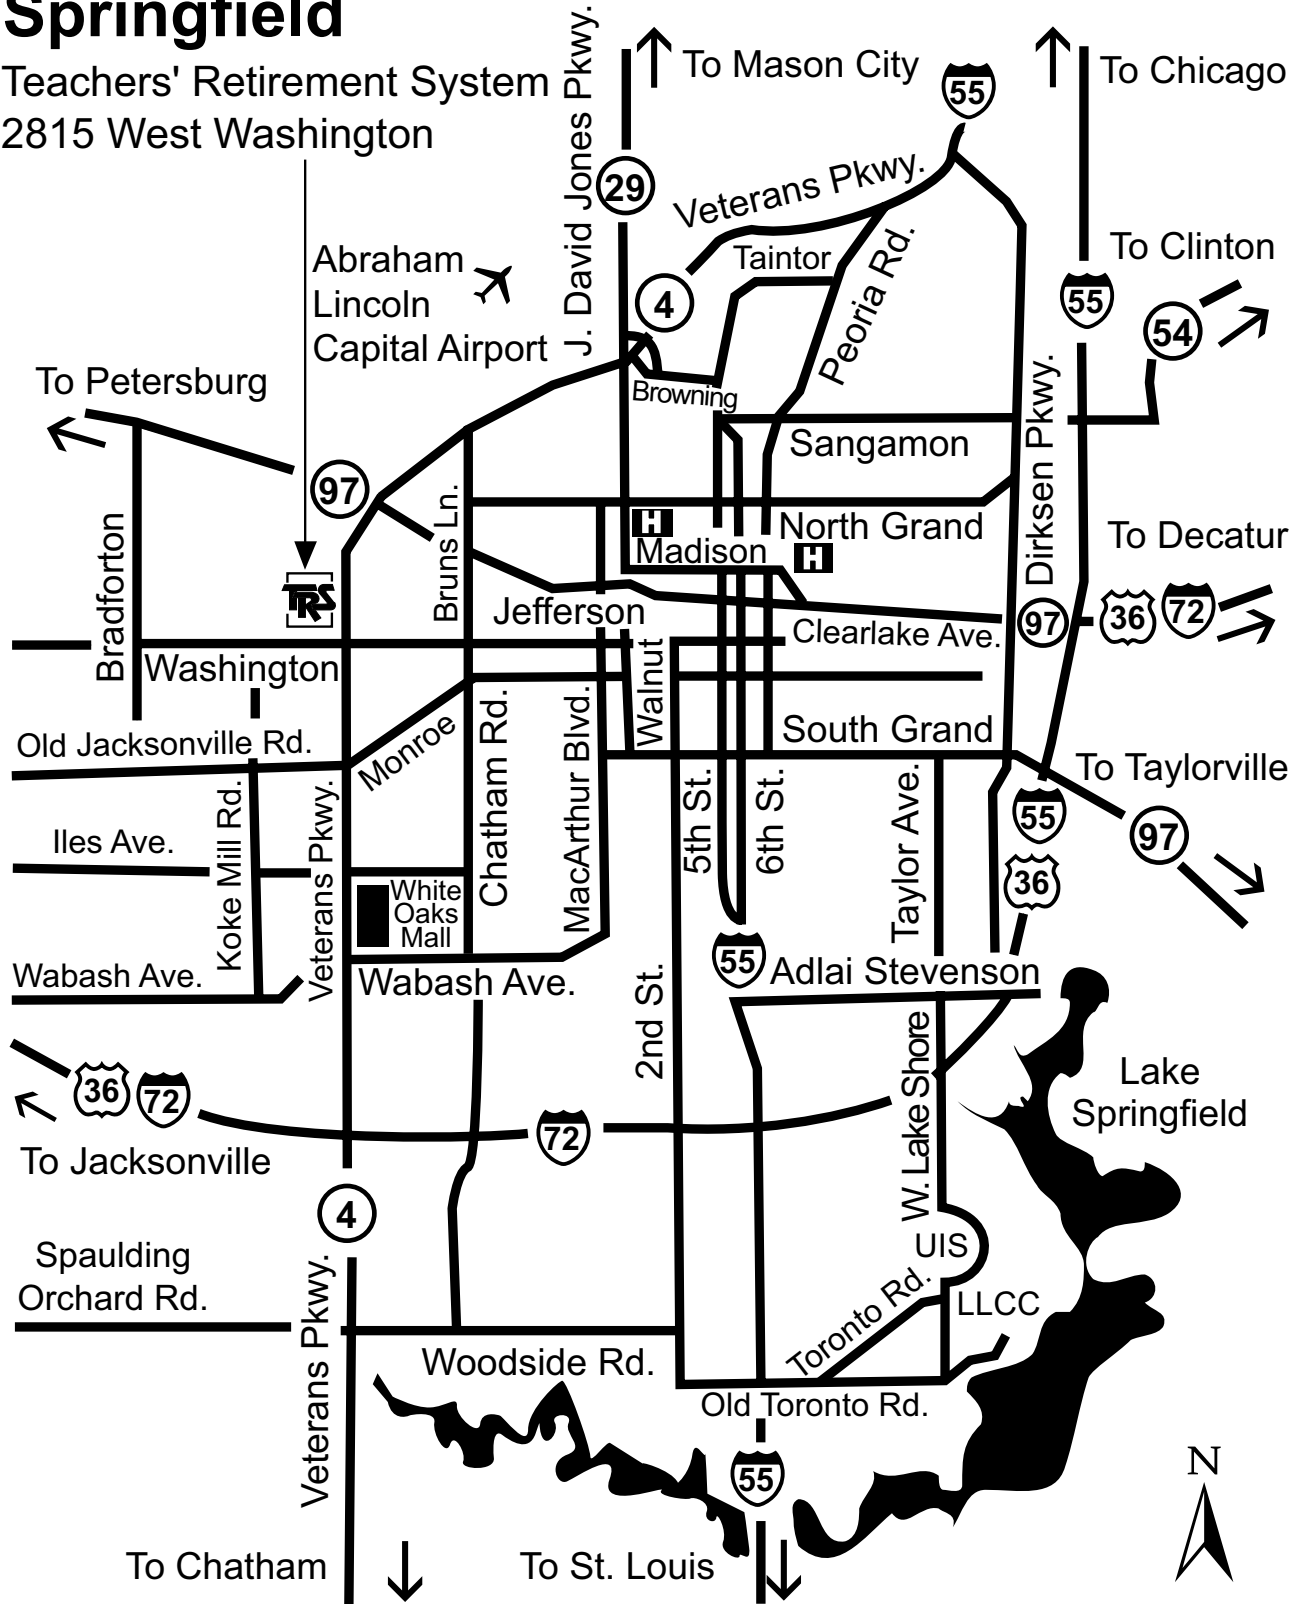 Springfield
Teachers' Retirement System
2815 West Washington
J. David Jones Pkwy.
To Mason City
55
To Chicago
29
Veterans Pkwy.
Abraham
Lincoln
Capital Airport
Taintor
Peoria Rd.
To Clinton
4
55
54
To Petersburg
Browning
Sangamon
Dirksen Pkwy.
97
Bruns Ln.
H
North Grand
Madison
H
To Decatur
Bradforton
TRS
Jefferson
Clearlake Ave.
97
36
72
Washington
Walnut
Old Jacksonville Rd.
Monroe
Chatham Rd.
MacArthur Blvd.
South Grand
To Taylorville
5th St.
6th St.
Taylor Ave.
55
97
Iles Ave.
Koke Mill Rd.
Veterans Pkwy.
White
Oaks
Mall
36
Wabash Ave.
Wabash Ave.
2nd St.
55
Adlai Stevenson
W. Lake Shore
Lake
Springfield
36
72
72
To Jacksonville
4
UIS
Spaulding
Orchard Rd.
Veterans Pkwy.
Toronto Rd.
LLCC
Woodside Rd.
Old Toronto Rd.
55
N
To Chatham
To St. Louis